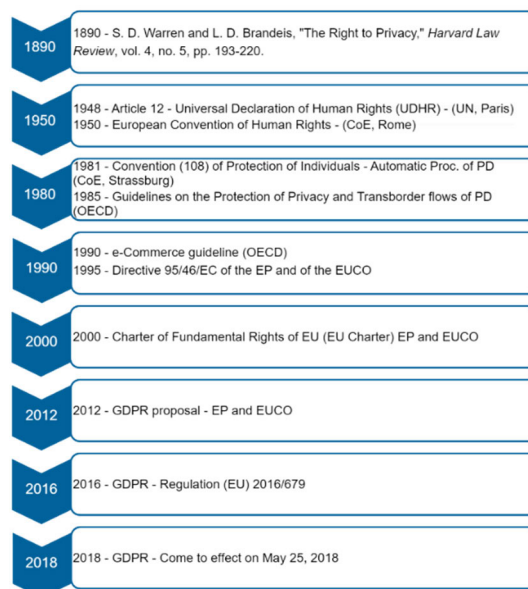 1890
1890 - S. D. Warren and L. D. Brandeis, "The Right to Privacy," Harvard Law
Review, vol. 4, no. 5, pp. 193-220.
1950
1948 - Article 12 - Universal Declaration of Human Rights (UDHR) - (UN, Paris)
1950 - European Convention of Human Rights - (CoE, Rome)
1980
1981 - Convention (108) of Protection of Individuals - Automatic Proc. of PD
(CoE, Strassburg)
1985 - Guidelines on the Protection of Privacy and Transborder flows of PD
(OECD)
1990
1990 - e-Commerce guideline (OECD)
1995 - Directive 95/46/EC of the EP and of the EUCO
2000
2000 - Charter of Fundamental Rights of EU (EU Charter) EP and EUCO
2012
2012 - GDPR proposal - EP and EUCO
2016
2016 - GDPR - Regulation (EU) 2016/679
2018
2018 - GDPR - Come to effect on May 25, 2018